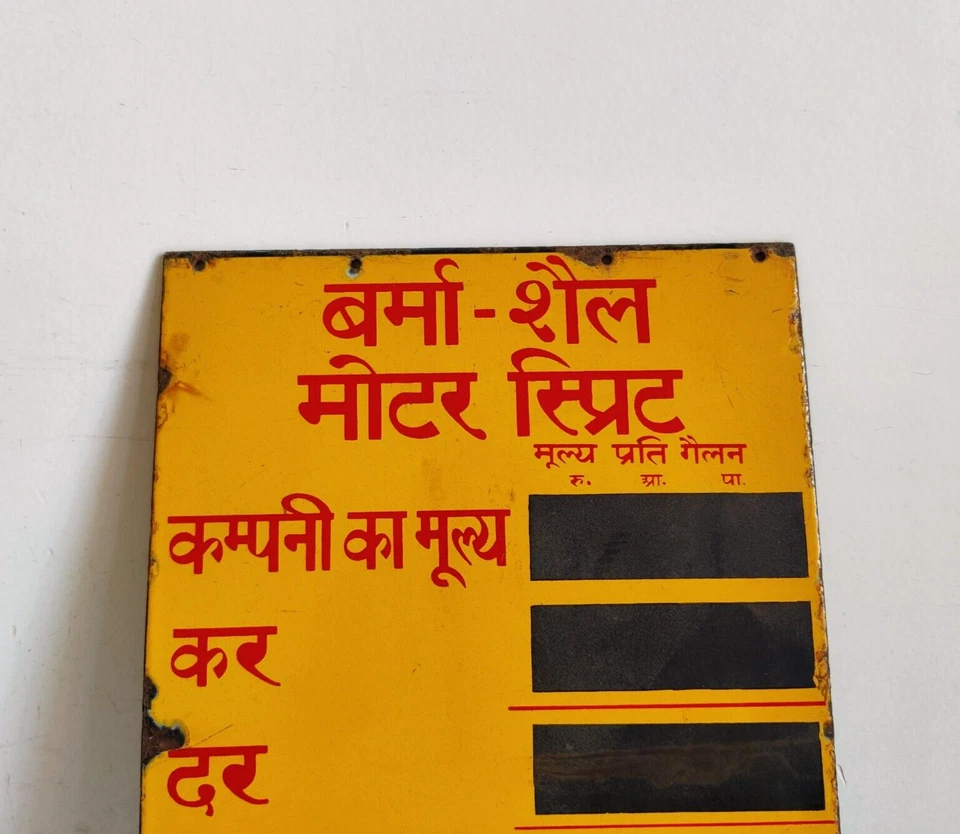 बर्मा-शैल
मोटर स्प्रिट
मूल्य प्रति गैलन
रु. आ. पा.
कम्पनी का मूल्य
कर
दर